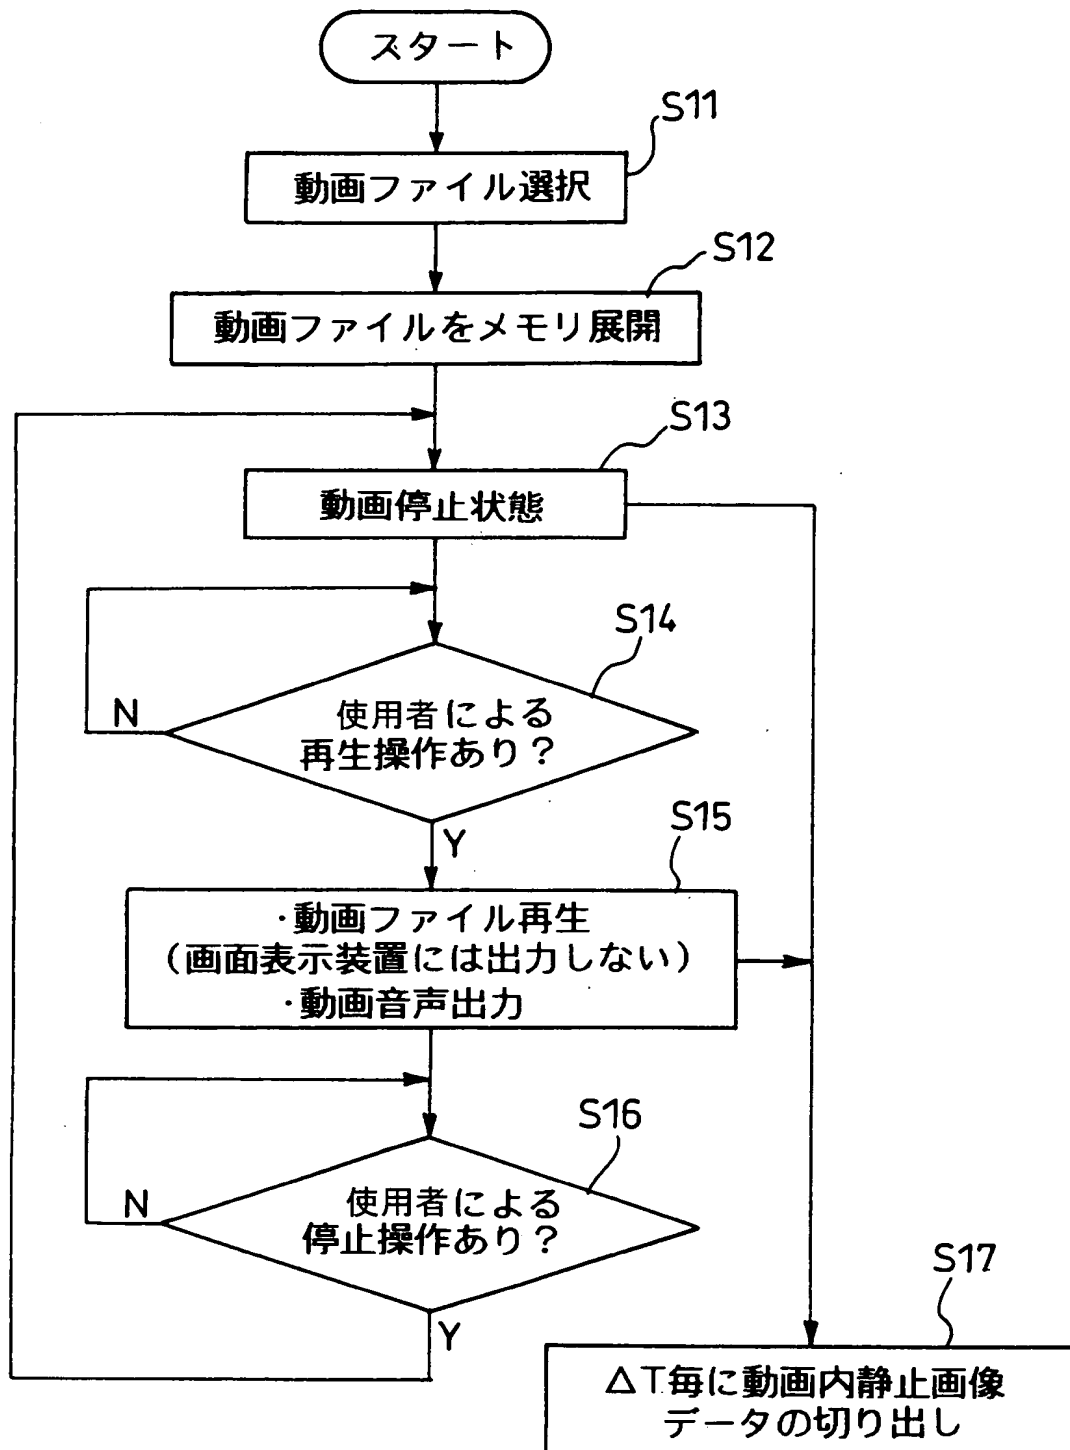 スタート
S11
動画ファイル選択
S12
動画ファイルをメモリ展開
S13
動画停止状態
S14
使用者による
再生操作あり?
N
Y
S15
・動画ファイル再生
(画面表示装置には出力しない)
・動画音声出力
S16
使用者による
停止操作あり?
N
Y
S17
△T毎に動画内静止画像
データの切り出し